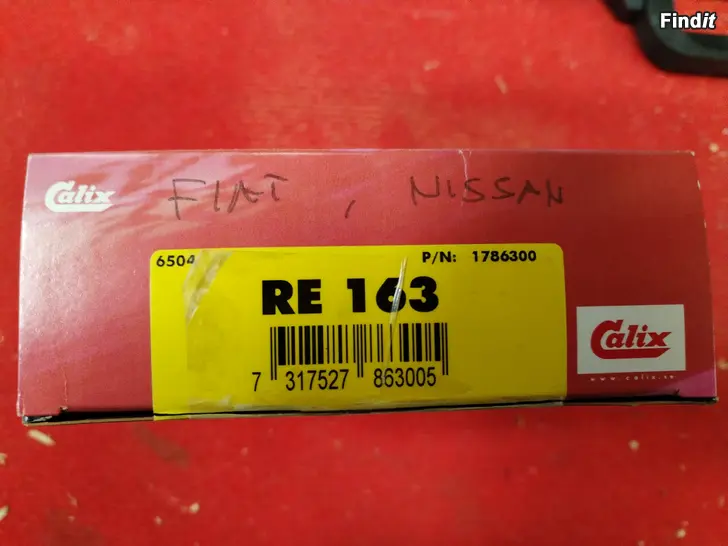 Findit
Calix
FIAT, NISSAN
6504
P/N: 1786300
RE 163
7 317527 863005
Calix
www.calix.se